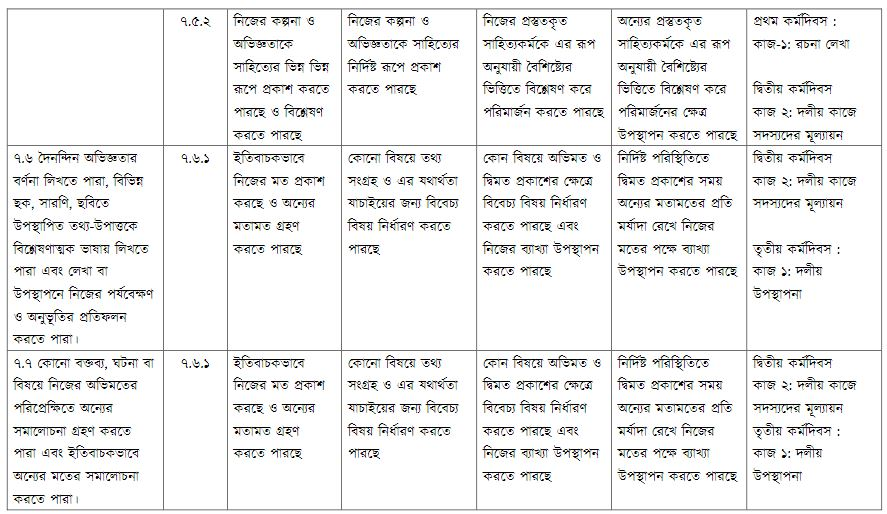 ৭.৫.২
নিজের কল্পনা ও
অভিজ্ঞতাকে
সাহিত্যের ভিন্ন ভিন্ন
রূপে প্রকাশ করতে
পারছে ও বিশ্লেষণ
করতে পারছে
নিজের কল্পনা ও
অভিজ্ঞতাকে সাহিত্যের
নির্দিষ্ট রূপে প্রকাশ
করতে পারছে
নিজের প্রস্তুতকৃত
সাহিত্যকর্মকে এর রূপ
অনুযায়ী বৈশিষ্ট্যের
ভিত্তিতে বিশ্লেষণ করে
পরিমার্জন করতে পারছে
অন্যের প্রস্তুতকৃত
সাহিত্যকর্মকে এর রূপ
অনুযায়ী বৈশিষ্ট্যের
ভিত্তিতে বিশ্লেষণ করে
পরিমার্জনের ক্ষেত্র
উপস্থাপন করতে পারছে
প্রথম কর্মদিবস :
কাজ-১: রচনা লেখা
দ্বিতীয় কর্মদিবস
কাজ ২: দলীয় কাজে
সদস্যদের মূল্যায়ন
৭.৬ দৈনন্দিন অভিজ্ঞতার
বর্ণনা লিখতে পারা, বিভিন্ন
ছক, সারণি, ছবিতে
উপস্থাপিত তথ্য-উপাত্তকে
বিশ্লেষণাত্মক ভাষায় লিখতে
পারা এবং লেখা বা
উপস্থাপনে নিজের পর্যবেক্ষণ
ও অনুভূতির প্রতিফলন
করতে পারা।
৭.৬.১
ইতিবাচকভাবে
নিজের মত প্রকাশ
করছে ও অন্যের
মতামত গ্রহণ
করতে পারছে
কোনো বিষয়ে তথ্য
সংগ্রহ ও এর যথার্থতা
যাচাইয়ের জন্য বিবেচ্য
বিষয় নির্ধারণ করতে
পারছে
কোন বিষয়ে অভিমত ও
দ্বিমত প্রকাশের ক্ষেত্রে
বিবেচ্য বিষয় নির্ধারণ
করতে পারছে এবং
নিজের ব্যাখ্যা উপস্থাপন
করতে পারছে
নির্দিষ্ট পরিস্থিতিতে
দ্বিমত প্রকাশের সময়
অন্যের মতামতের প্রতি
মর্যাদা রেখে নিজের
মতের পক্ষে ব্যাখ্যা
উপস্থাপন করতে পারছে
দ্বিতীয় কর্মদিবস
কাজ ২: দলীয় কাজে
সদস্যদের মূল্যায়ন
তৃতীয় কর্মদিবস :
কাজ ১: দলীয়
উপস্থাপনা
৭.৭ কোনো বক্তব্য, ঘটনা বা
বিষয়ে নিজের অভিমতের
পরিপ্রেক্ষিতে অন্যের
সমালোচনা গ্রহণ করতে
পারা এবং ইতিবাচকভাবে
অন্যের মতের সমালোচনা
করতে পারা।
৭.৬.১
ইতিবাচকভাবে
নিজের মত প্রকাশ
করছে ও অন্যের
মতামত গ্রহণ
করতে পারছে
কোনো বিষয়ে তথ্য
সংগ্রহ ও এর যথার্থতা
যাচাইয়ের জন্য বিবেচ্য
বিষয় নির্ধারণ করতে
পারছে
কোন বিষয়ে অভিমত ও
দ্বিমত প্রকাশের ক্ষেত্রে
বিবেচ্য বিষয় নির্ধারণ
করতে পারছে এবং
নিজের ব্যাখ্যা উপস্থাপন
করতে পারছে
নির্দিষ্ট পরিস্থিতিতে
দ্বিমত প্রকাশের সময়
অন্যের মতামতের প্রতি
মর্যাদা রেখে নিজের
মতের পক্ষে ব্যাখ্যা
উপস্থাপন করতে পারছে
দ্বিতীয় কর্মদিবস
কাজ ২: দলীয় কাজে
সদস্যদের মূল্যায়ন
তৃতীয় কর্মদিবস :
কাজ ১: দলীয়
উপস্থাপনা